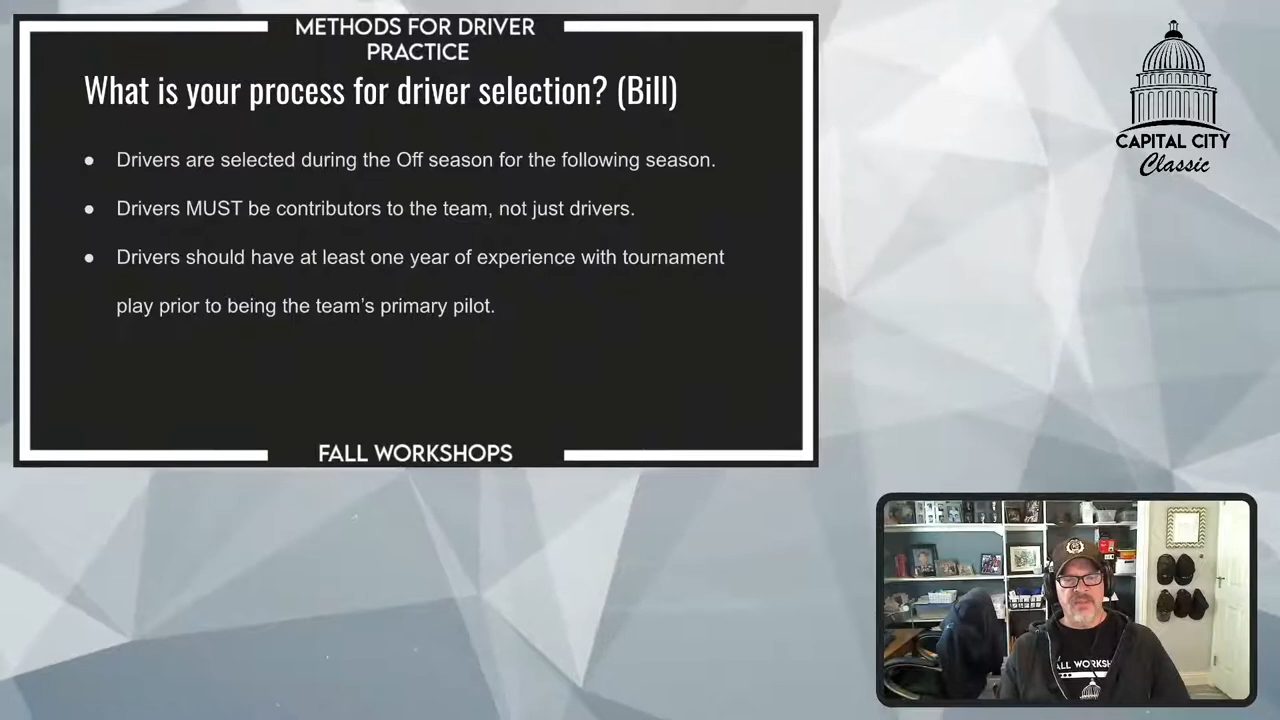 METHODS FOR DRIVER
PRACTICE
What is your process for driver selection? (Bill)
● Drivers are selected during the Off season for the following season.
● Drivers MUST be contributors to the team, not just drivers.
● Drivers should have at least one year of experience with tournament
play prior to being the team's primary pilot.
FALL WORKSHOPS
CAPITAL CITY
Classic